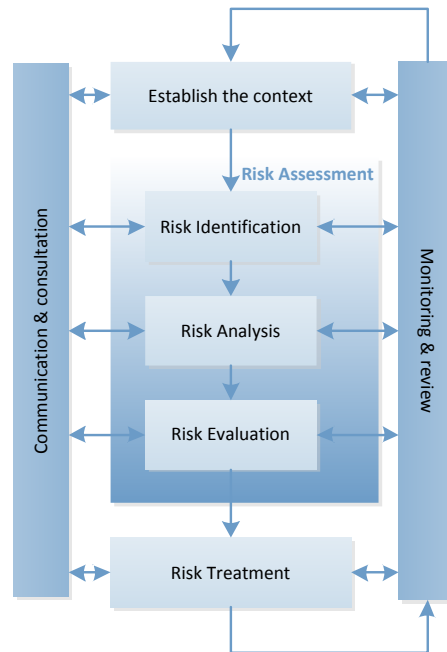 Establish the context
Risk Assessment
Risk Identification
Risk Analysis
Risk Evaluation
Risk Treatment
Communication & consultation
Monitoring & review